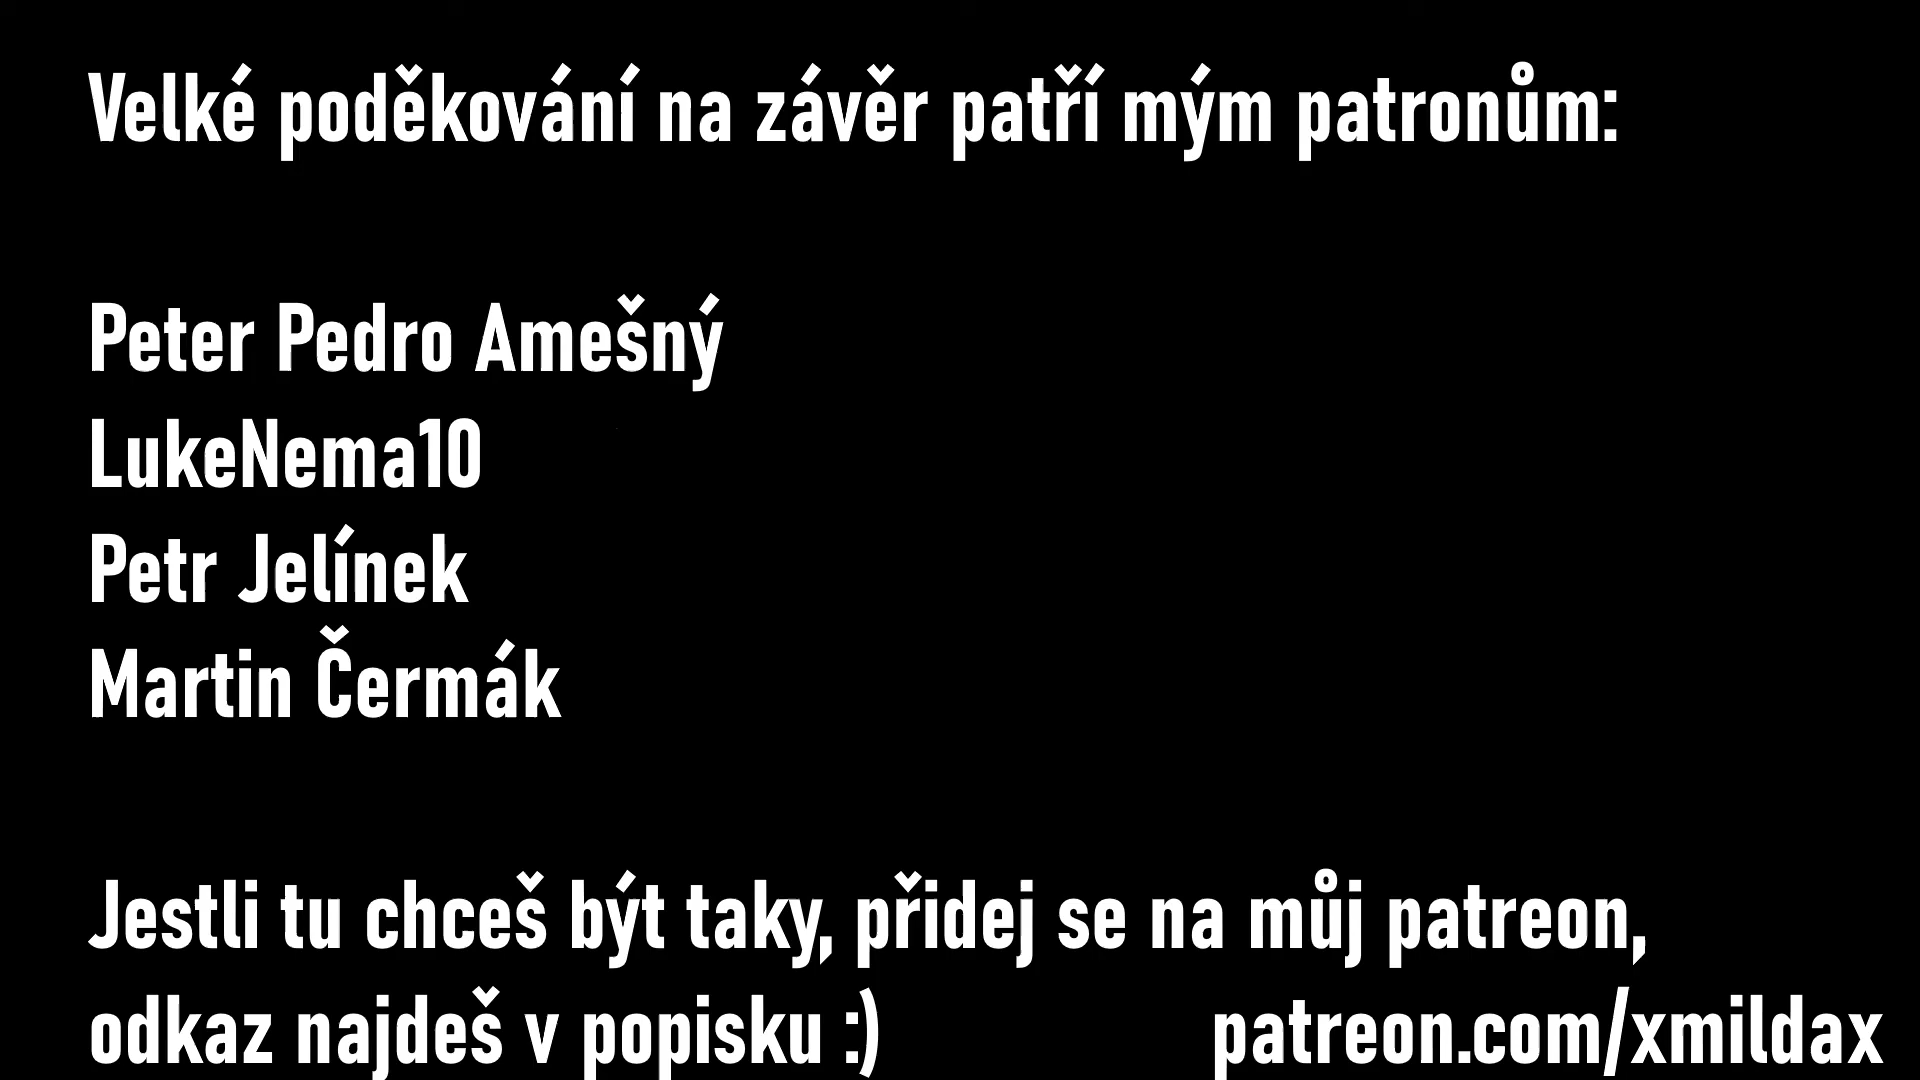 Velké poděkování na závěr patří mým patronům:
Peter Pedro Amešný
LukeNema10
Petr Jelínek
Martin Čermák
Jestli tu chceš být taky, přidej se na můj patreon,
odkaz najdeš v popisku :) patreon.com/xmildax